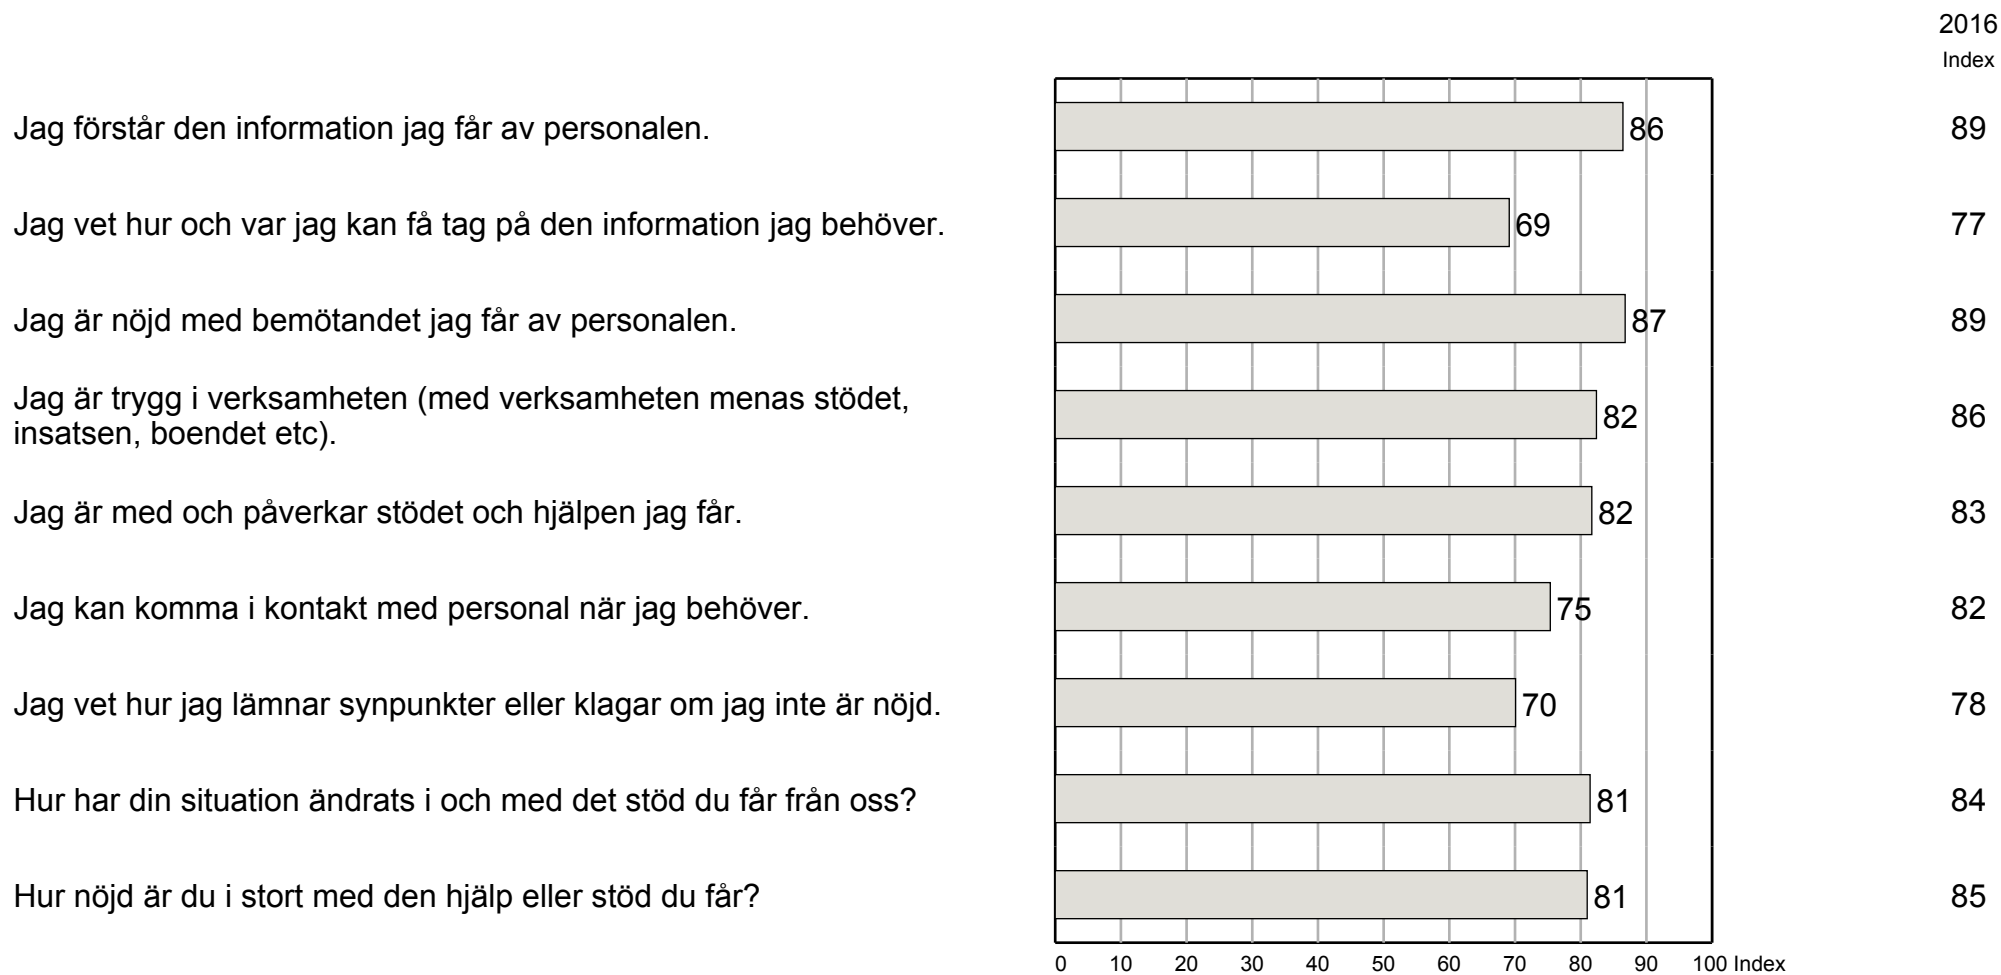 2016
Index
Jag förstår den information jag får av personalen. 86 89
Jag vet hur och var jag kan få tag på den information jag behöver. 69 77
Jag är nöjd med bemötandet jag får av personalen. 87 89
Jag är trygg i verksamheten (med verksamheten menas stödet,
insatsen, boendet etc). 82 86
Jag är med och påverkar stödet och hjälpen jag får. 82 83
Jag kan komma i kontakt med personal när jag behöver. 75 82
Jag vet hur jag lämnar synpunkter eller klagar om jag inte är nöjd. 70 78
Hur har din situation ändrats i och med det stöd du får från oss? 81 84
Hur nöjd är du i stort med den hjälp eller stöd du får? 81 85
0 10 20 30 40 50 60 70 80 90 100 Index